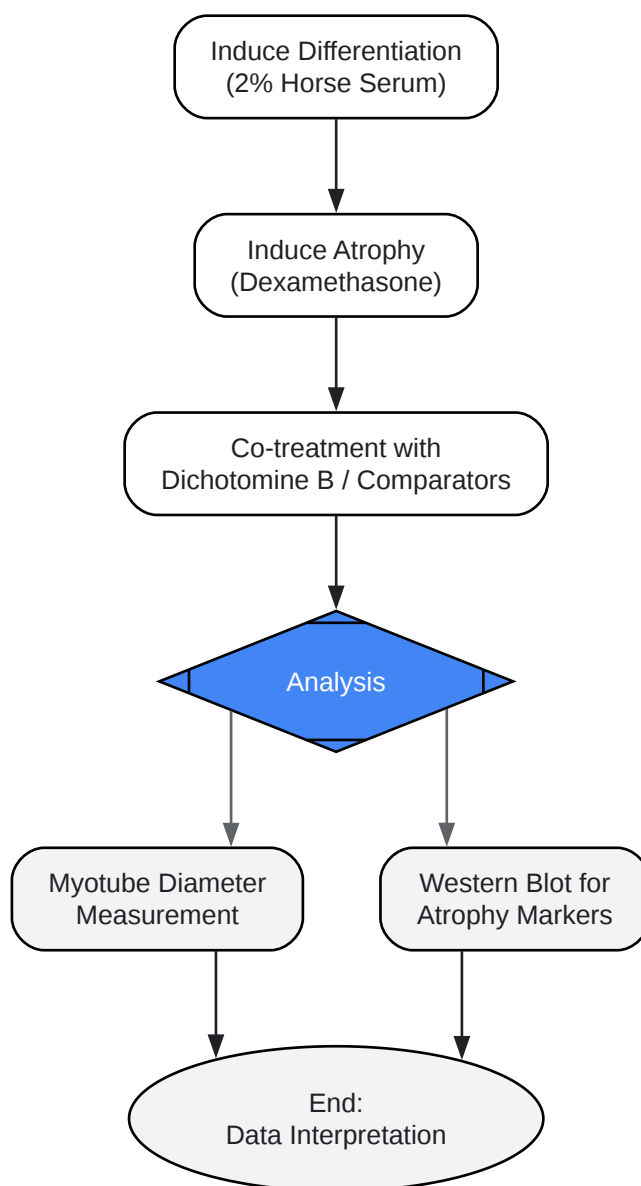 Induce Differentiation
(2% Horse Serum)
Induce Atrophy
(Dexamethasone)
Co-treatment with
Dichotomine B / Comparators
Analysis
Myotube Diameter
Measurement
Western Blot for
Atrophy Markers
End:
Data Interpretation